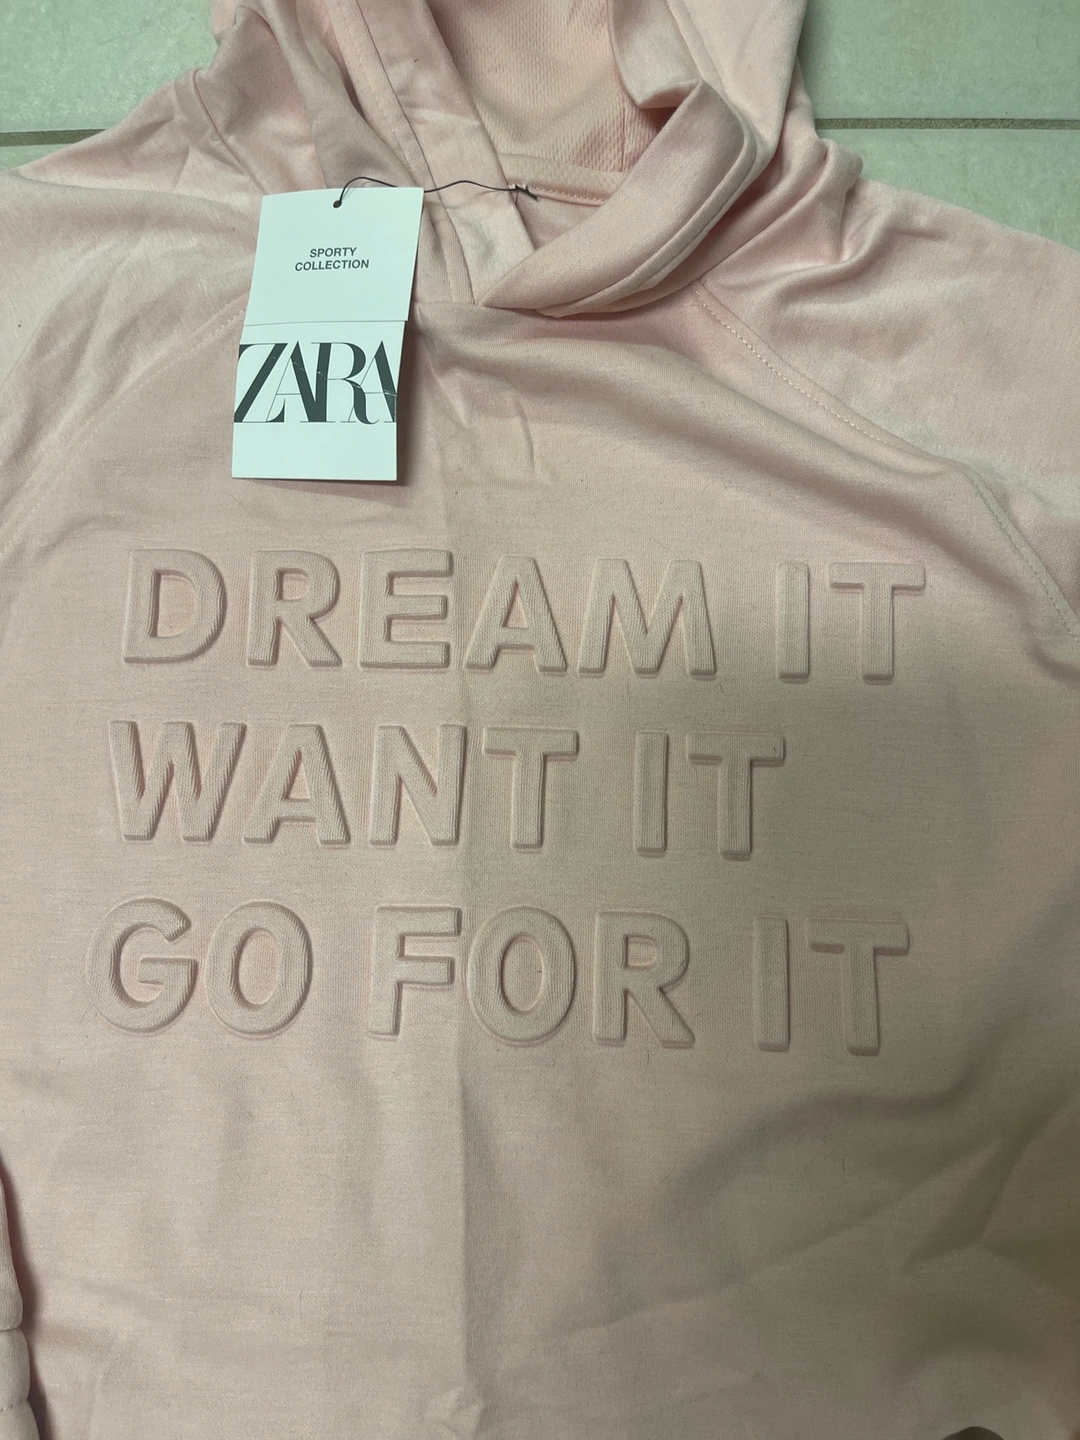 SPORTY
COLLECTION
ZARA
DREAM IT
WANT IT
GO FOR IT